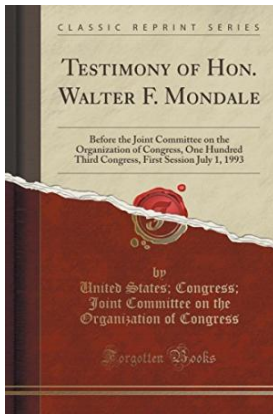 CLASSIC REPRINT SERIES
TESTIMONY OF HON.
WALTER F. MONDALE
Before the Joint Committee on the
Organization of Congress, One Hundred
Third Congress, First Session July 1, 1993
by
United States; Congress;
Joint Committee on the
Organization of Congress
Forgotten Books